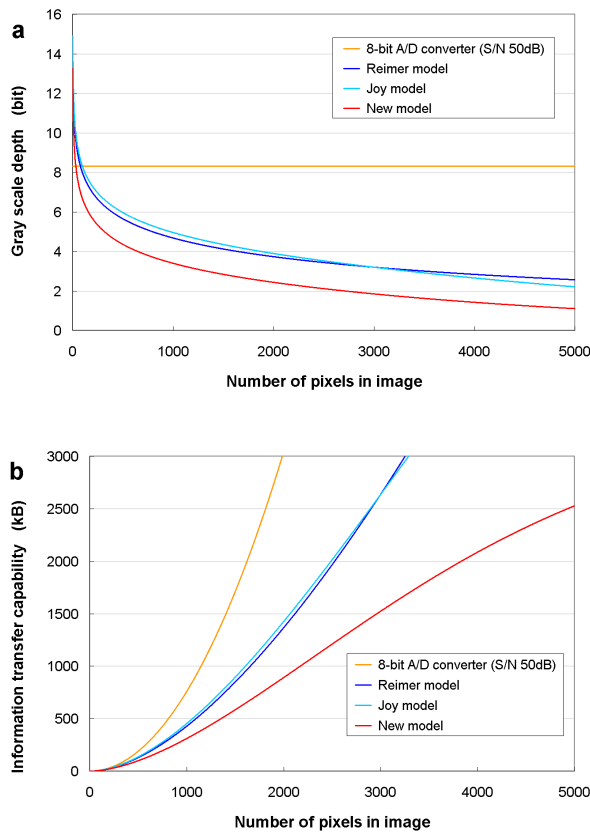 a
16
14
12
10
8
6
4
2
0
Gray scale depth (bit)
8-bit A/D converter (S/N 50dB)
Reimer model
Joy model
New model
0 1000 2000 3000 4000 5000
Number of pixels in image
b
3000
2500
2000
1500
1000
500
0
Information transfer capability (kB)
8-bit A/D converter (S/N 50dB)
Reimer model
Joy model
New model
0 1000 2000 3000 4000 5000
Number of pixels in image